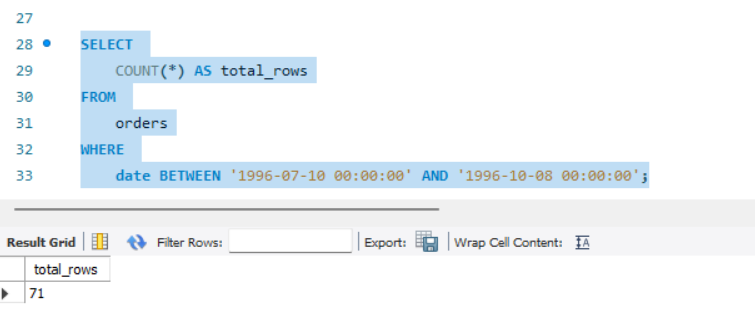 27
28 SELECT
29 COUNT(*) AS total_rows
30 FROM
31 orders
32 WHERE
33 date BETWEEN '1996-07-10 00:00:00' AND '1996-10-08 00:00:00';
Result Grid Filter Rows: Export: Wrap Cell Content: IA
total_rows
71